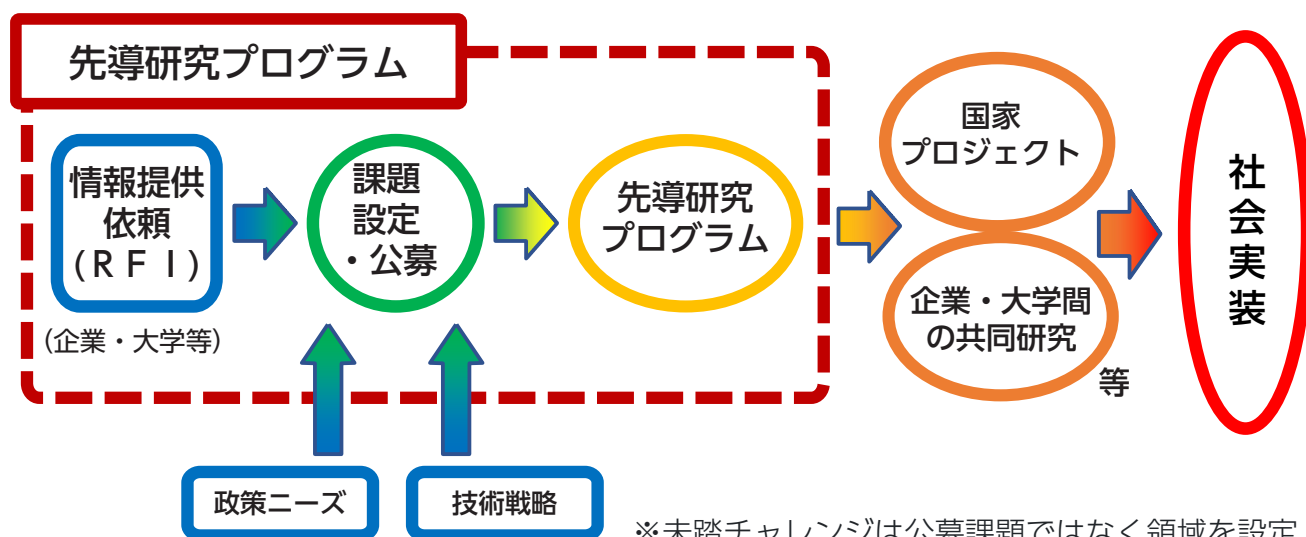 先導研究プログラム
情報提供
依頼
(ＲＦＩ)
(企業・大学等)
課題
設定
・公募
先導研究
プログラム
国家
プロジェクト
企業・大学間
の共同研究
等
社会実装
政策ニーズ
技術戦略
※未踏チャレンジは公募課題ではなく領域を設定